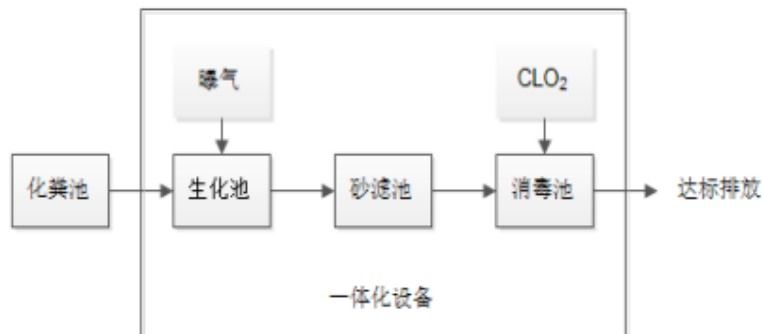 曝气
CLO₂
化粪池
生化池
砂滤池
消毒池
达标排放
一体化设备